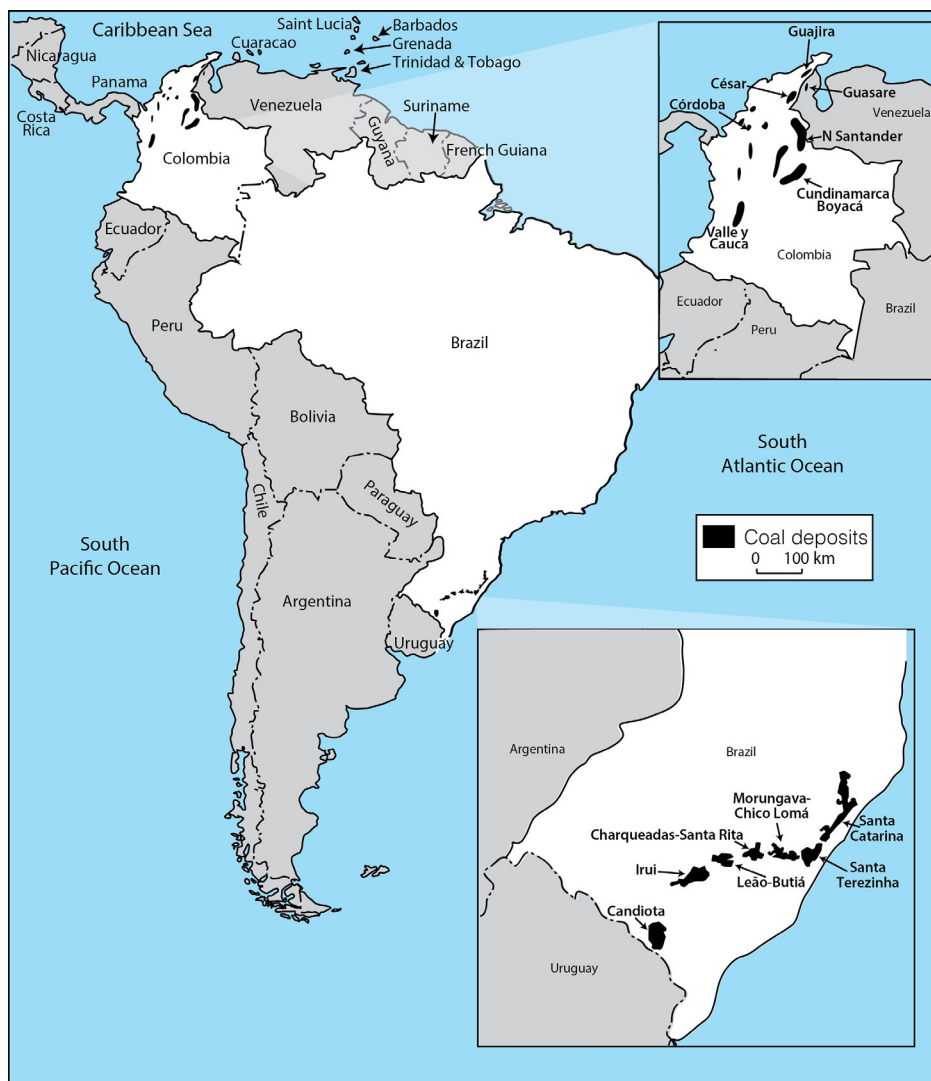 Caribbean Sea
Saint Lucia
Barbados
Grenada
Trinidad & Tobago
Cuaracao
Nicaragua
Panama
Costa
Rica
Venezuela
Suriname
Guyana
French Guiana
Colombia
Ecuador
Peru
Brazil
Bolivia
Paraguay
Chile
Argentina
Uruguay
South
Pacific Ocean
South
Atlantic Ocean
Coal deposits
0 100 km
Guajira
César
Guasare
Córdoba
Venezuela
N Santander
Cundinamarca
Boyacá
Valle y
Cauca
Colombia
Ecuador
Peru
Brazil
Argentina
Brazil
Morungava-
Chico Lomá
Santa
Catarina
Charqueadas-Santa Rita
Irui
Leão-Butiá
Santa
Terezinha
Candiota
Uruguay